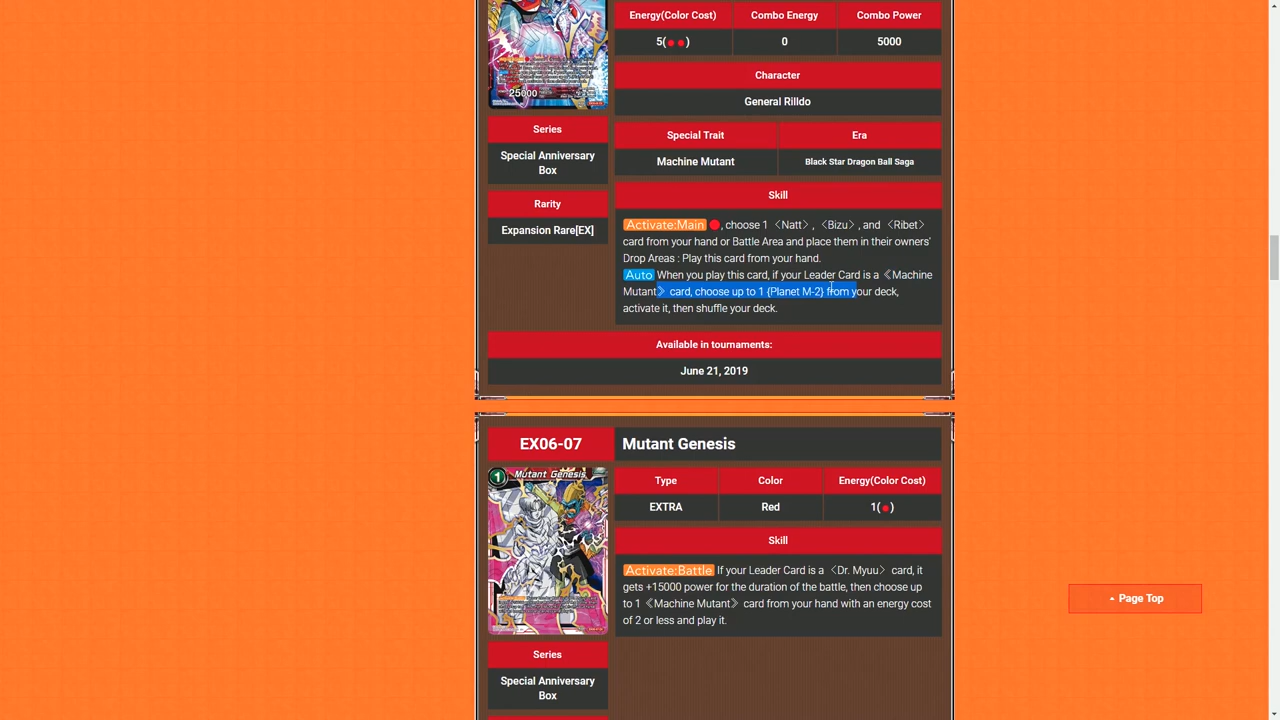 Energy(Color Cost)
Combo Energy
Combo Power
5( )
0
5000
Character
General Rilldo
25000
Series
Special Anniversary
Box
Special Trait
Era
Machine Mutant
Black Star Dragon Ball Saga
Rarity
Expansion Rare[EX]
Skill
Activate:Main , choose 1 〈Natt〉, 〈Bizu〉, and 〈Ribet〉
card from your hand or Battle Area and place them in their owners'
Drop Areas : Play this card from your hand.
Auto When you play this card, if your Leader Card is a 《Machine
Mutant》 card, choose up to 1 {Planet M-2} from your deck,
activate it, then shuffle your deck.
Available in tournaments:
June 21, 2019
EX06-07
Mutant Genesis
1
Mutant Genesis
Type
Color
Energy(Color Cost)
EXTRA
Red
1( )
Skill
Activate:Battle If your Leader Card is a 〈Dr. Myuu〉 card, it
gets +15000 power for the duration of the battle, then choose up
to 1 《Machine Mutant》 card from your hand with an energy cost
of 2 or less and play it.
Series
Special Anniversary
Box
Page Top